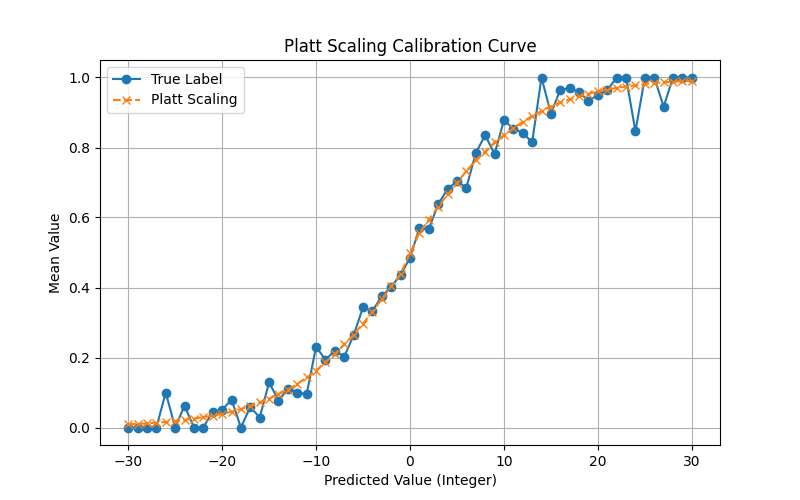 Platt Scaling Calibration Curve
True Label
Platt Scaling
Mean Value
1.0
0.8
0.6
0.4
0.2
0.0
−30 −20 −10 0 10 20 30
Predicted Value (Integer)